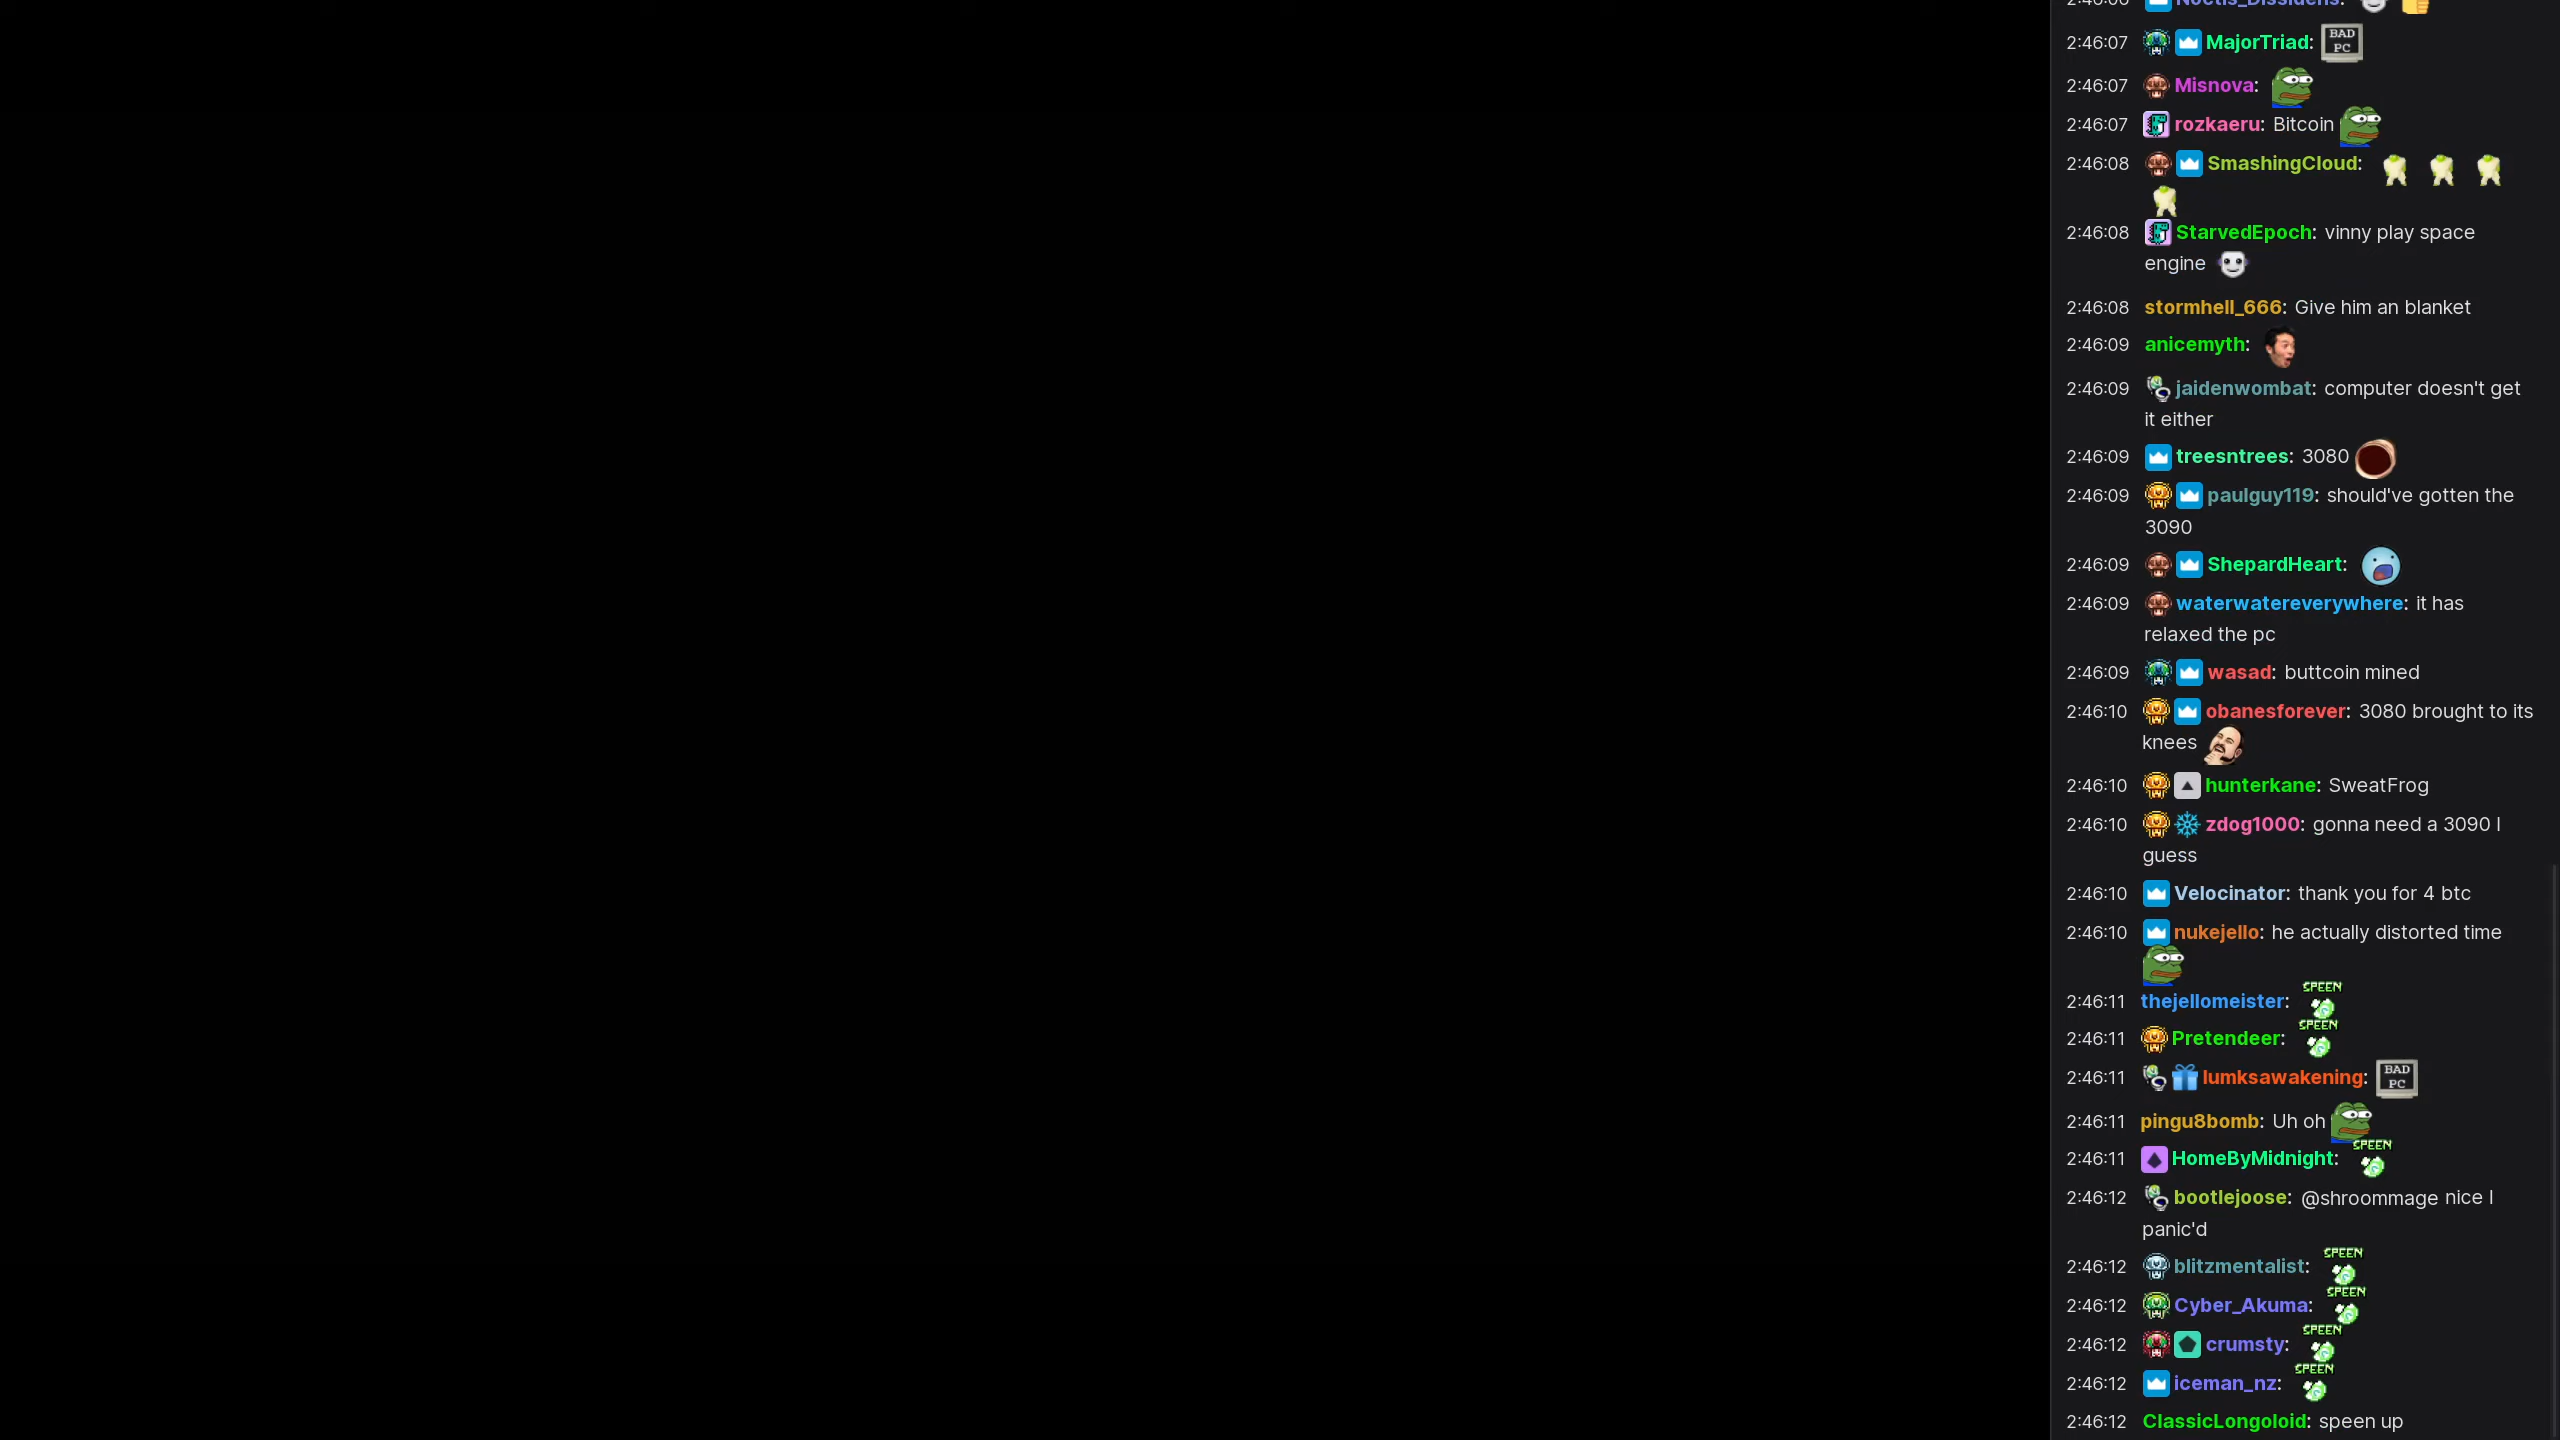 2:46:06 Noctis_Dissidens:
2:46:07 MajorTriad: BAD PC
2:46:07 Misnova:
2:46:07 rozkaeru: Bitcoin
2:46:08 SmashingCloud:
2:46:08 StarvedEpoch: vinny play space
engine
2:46:08 stormhell_666: Give him an blanket
2:46:09 anicemyth:
2:46:09 jaidenwombat: computer doesn't get
it either
2:46:09 treesntrees: 3080
2:46:09 paulguy119: should've gotten the
3090
2:46:09 ShepardHeart:
2:46:09 waterwatereverywhere: it has
relaxed the pc
2:46:09 wasad: buttcoin mined
2:46:10 obanesforever: 3080 brought to its
knees
2:46:10 hunterkane: SweatFrog
2:46:10 zdog1000: gonna need a 3090 I
guess
2:46:10 Velocinator: thank you for 4 btc
2:46:10 nukejello: he actually distorted time
2:46:11 thejellomeister: SPEEN
2:46:11 Pretendeer: SPEEN
2:46:11 lumksawakening: BAD PC
2:46:11 pingu8bomb: Uh oh
2:46:11 HomeByMidnight: SPEEN
2:46:12 bootlejoose: @shroommage nice I
panic'd
2:46:12 blitzmentalist: SPEEN
2:46:12 Cyber_Akuma: SPEEN
2:46:12 crumsty: SPEEN
2:46:12 iceman_nz: SPEEN
2:46:12 ClassicLongoloid: speen up